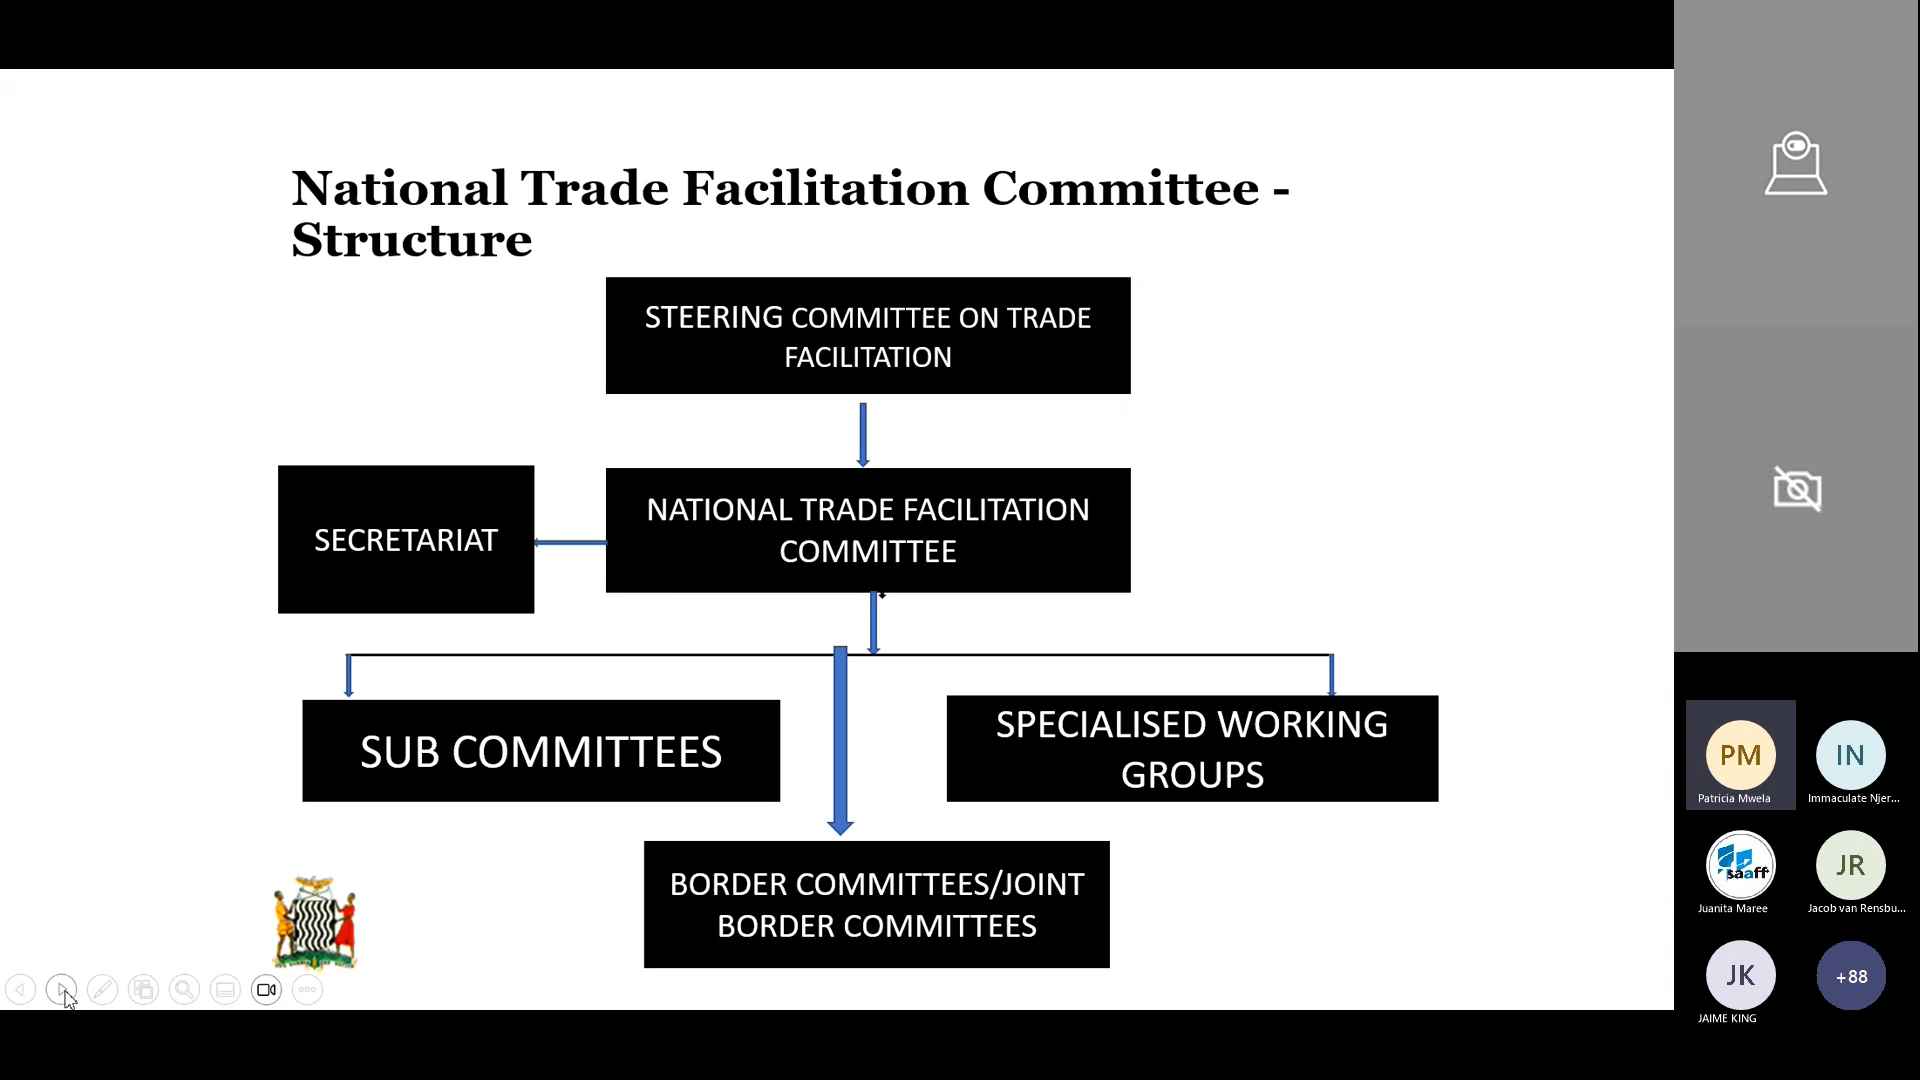 National Trade Facilitation Committee -
Structure
STEERING COMMITTEE ON TRADE
FACILITATION
SECRETARIAT
NATIONAL TRADE FACILITATION
COMMITTEE
SUB COMMITTEES
SPECIALISED WORKING
GROUPS
BORDER COMMITTEES/JOINT
BORDER COMMITTEES
PM
Patricia Mwela
IN
Immaculate Njer...
saaff
Juanita Maree
JR
Jacob van Rensbu...
JK
JAIME KING
+88